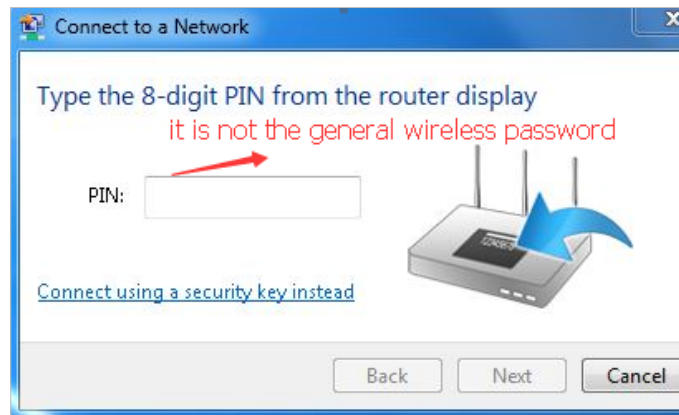 Connect to a Network
Type the 8-digit PIN from the router display
it is not the general wireless password
PIN:
12345670
Connect using a security key instead
Back
Next
Cancel